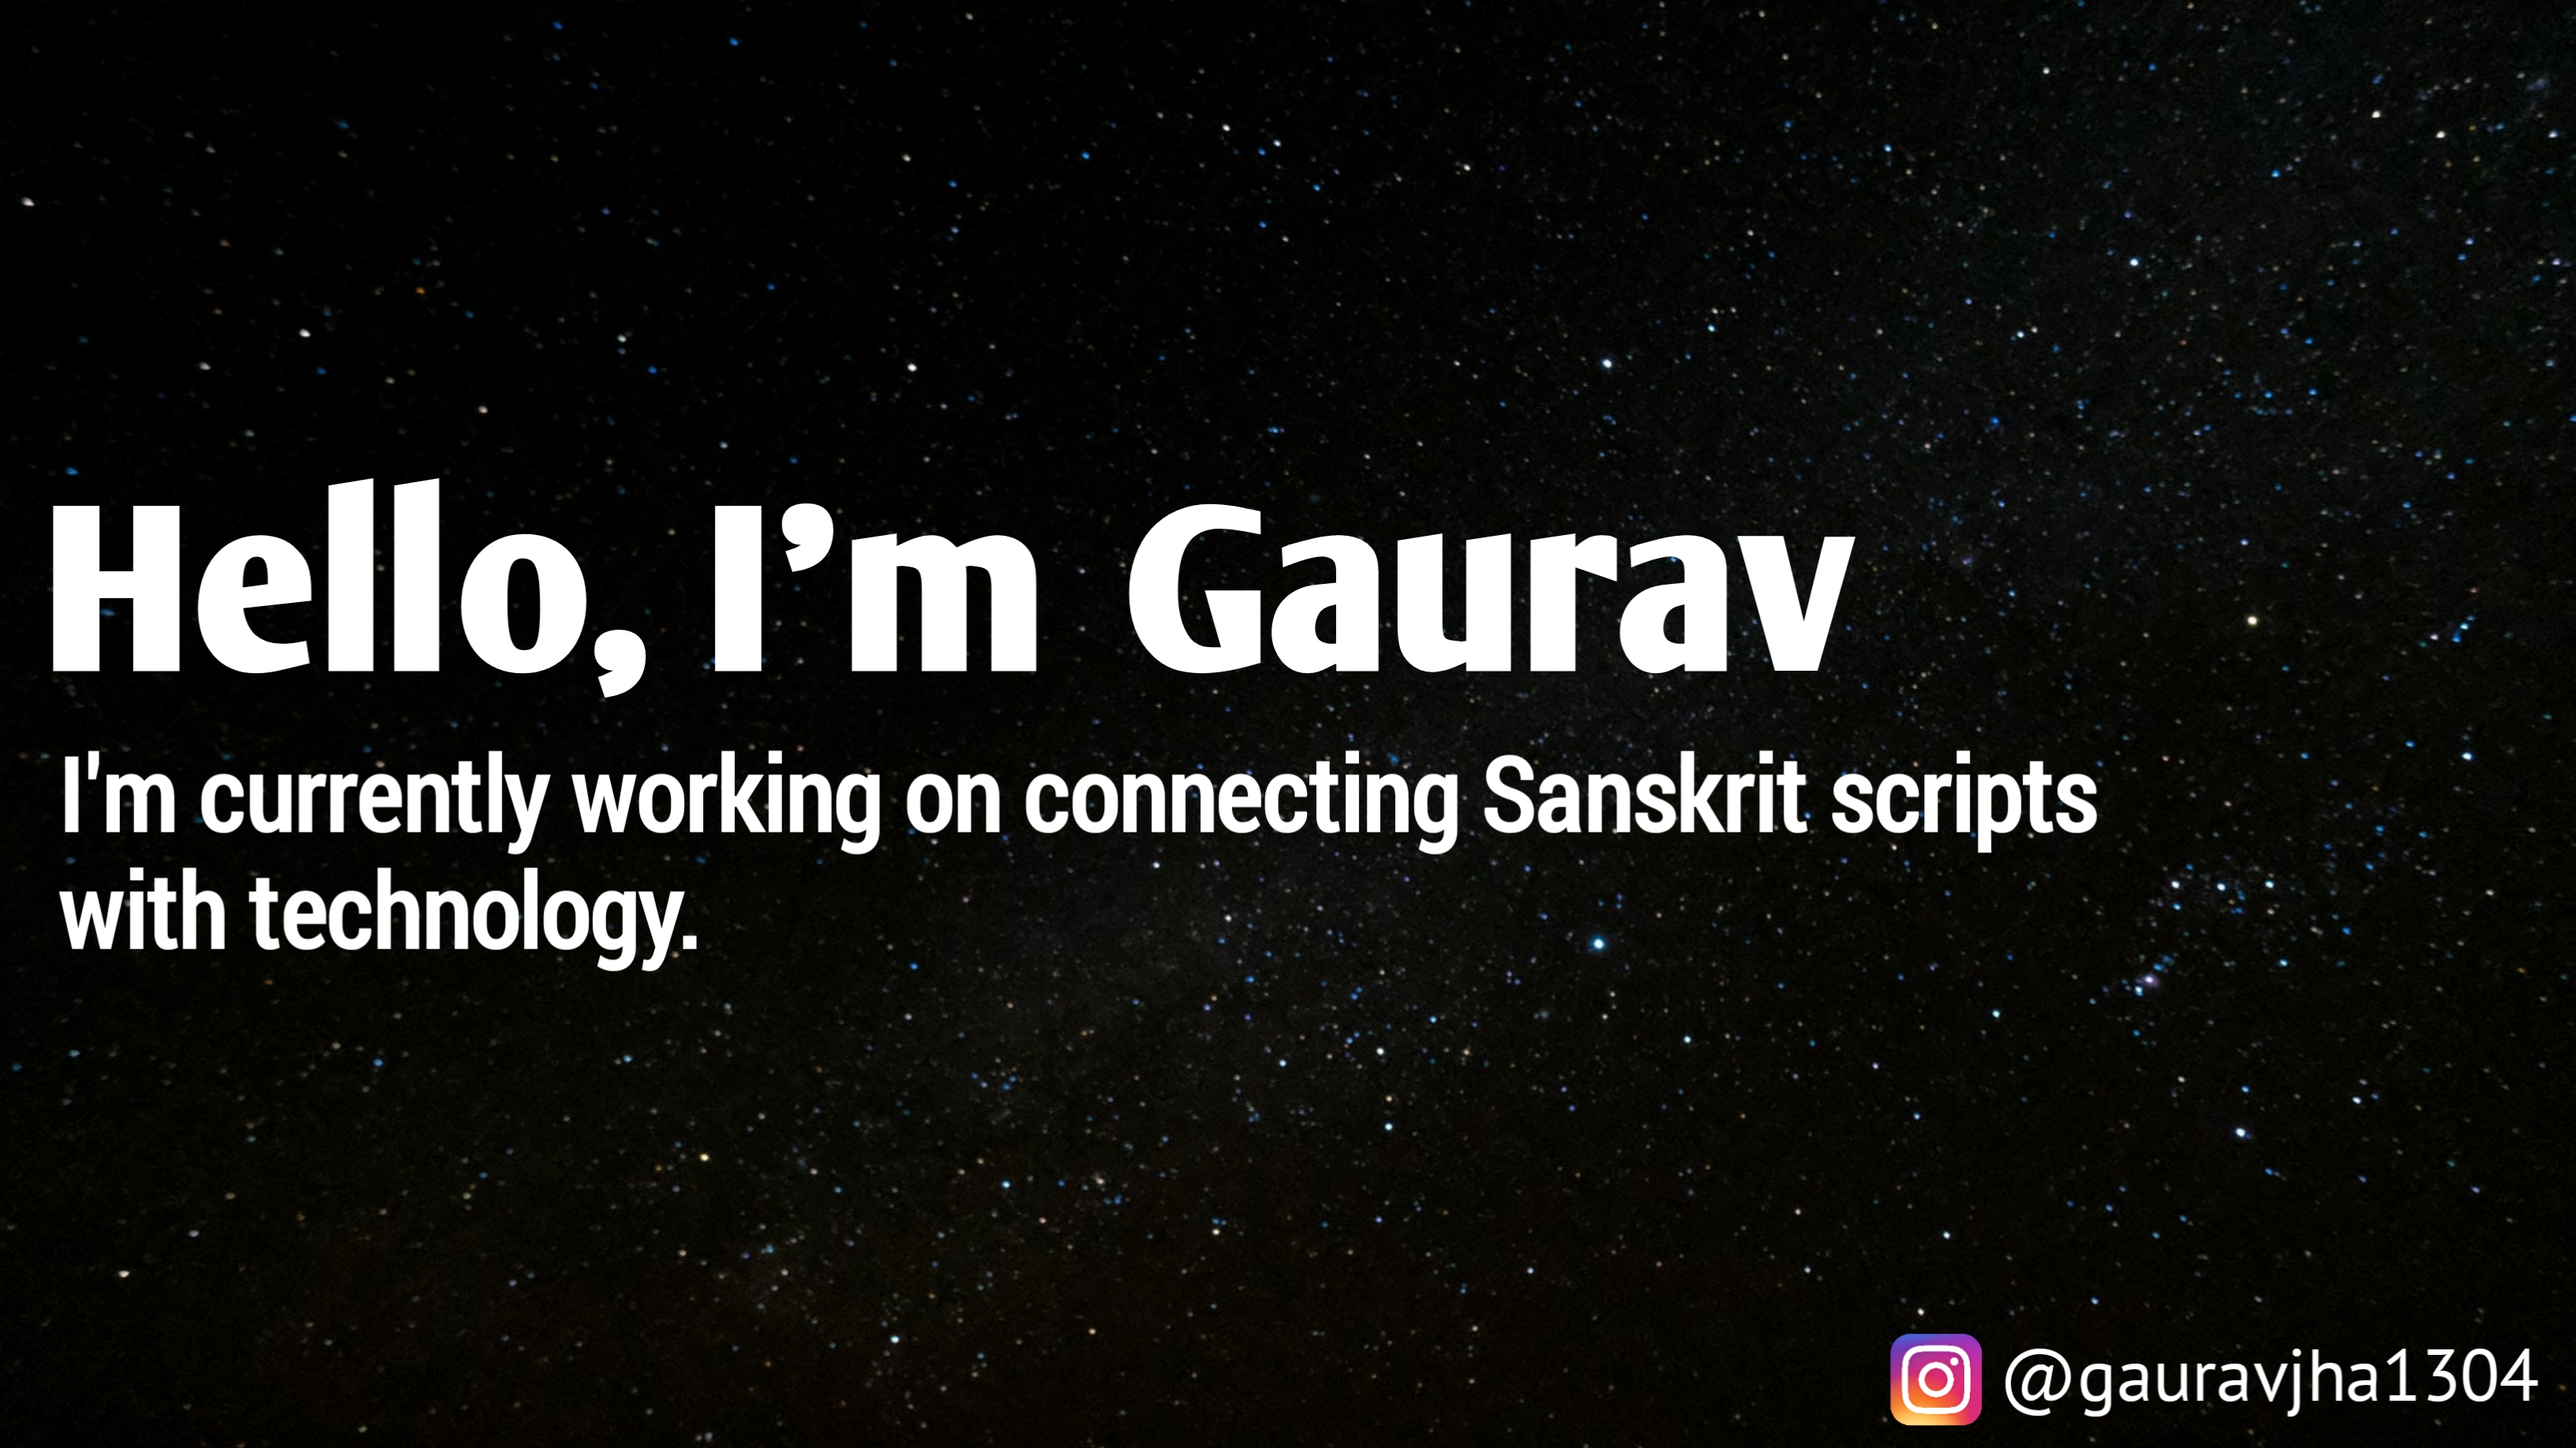 Hello, I’m Gaurav
I'm currently working on connecting Sanskrit scripts
with technology.
@gauravjha1304